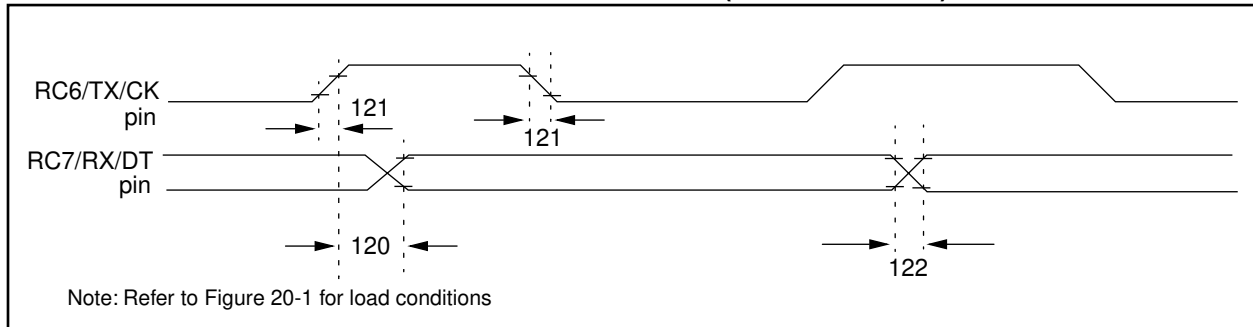 RC6/TX/CK
pin
121
121
RC7/RX/DT
pin
120
122
Note: Refer to Figure 20-1 for load conditions